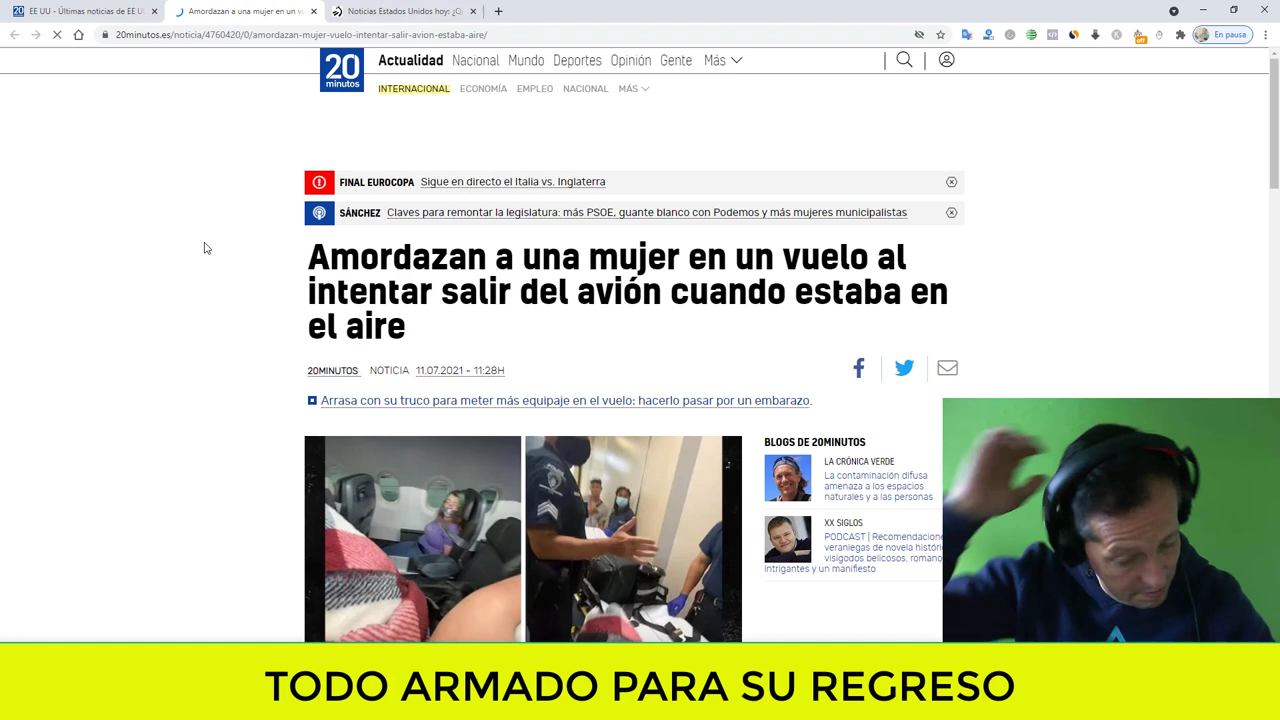 EE UU - Últimas noticias de EE U
Amordazan a una mujer en un v
Noticias Estados Unidos hoy: ¿Q
20minutos.es/noticia/4760420/0/amordazan-mujer-vuelo-intentar-salir-avion-estaba-aire/
off
En pausa
20
minutos
Actualidad Nacional Mundo Deportes Opinión Gente Más
INTERNACIONAL ECONOMÍA EMPLEO NACIONAL MÁS
FINAL EUROCOPA Sigue en directo el Italia vs. Inglaterra
SÁNCHEZ Claves para remontar la legislatura: más PSOE, guante blanco con Podemos y más mujeres municipalistas
Amordazan a una mujer en un vuelo al
intentar salir del avión cuando estaba en
el aire
20MINUTOS NOTICIA 11.07.2021 - 11:28H
Arrasa con su truco para meter más equipaje en el vuelo: hacerlo pasar por un embarazo.
BLOGS DE 20MINUTOS
LA CRÓNICA VERDE
La contaminación difusa
amenaza a los espacios
naturales y a las personas
XX SIGLOS
PODCAST | Recomendacione
veraniegas de novela históri
visigodos belicosos, romano
intrigantes y un manifiesto
TODO ARMADO PARA SU REGRESO